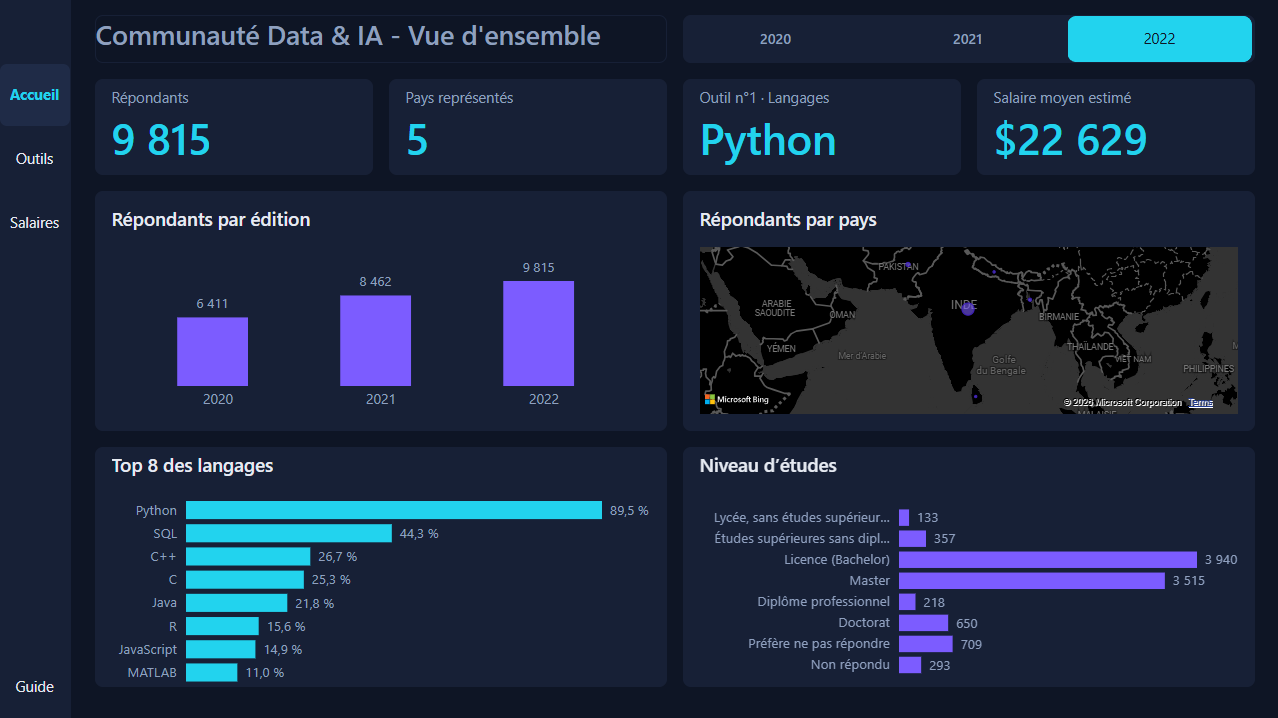 Communauté Data & IA - Vue d'ensemble
2020
2021
2022
Accueil
Outils
Salaires
Guide
Répondants
9 815
Pays représentés
5
Outil n°1 · Langages
Python
Salaire moyen estimé
$22 629
Répondants par édition
6 411
8 462
9 815
2020
2021
2022
Répondants par pays
PAKISTAN
ARABIE
SAOUDITE
OMAN
INDE
BIRMANIE
YÉMEN
Mer d'Arabie
Golfe
du Bengale
THAÏLANDE
VIET NAM
PHILIPPINES
Microsoft Bing
© 2026 Microsoft Corporation Terms
Top 8 des langages
Python 89,5 %
SQL 44,3 %
C++ 26,7 %
C 25,3 %
Java 21,8 %
R 15,6 %
JavaScript 14,9 %
MATLAB 11,0 %
Niveau d’études
Lycée, sans études supérieur... 133
Études supérieures sans dipl... 357
Licence (Bachelor) 3 940
Master 3 515
Diplôme professionnel 218
Doctorat 650
Préfère ne pas répondre 709
Non répondu 293